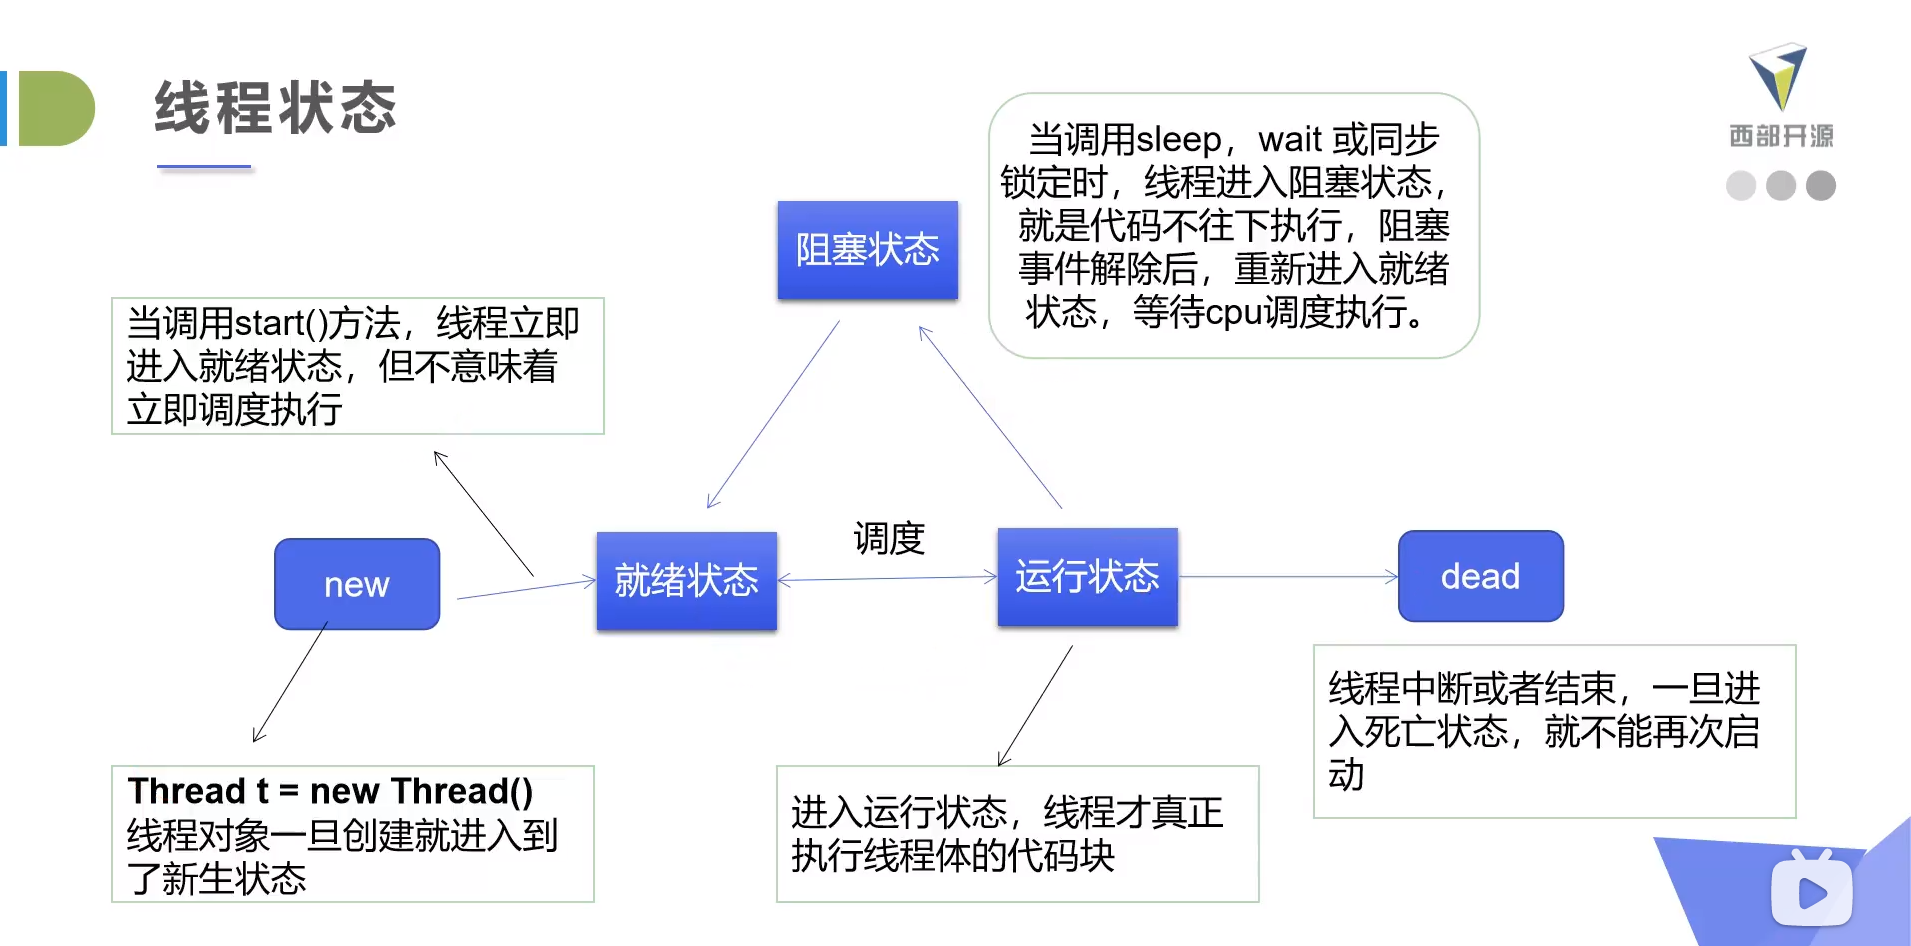 线程状态
西部开源
当调用sleep，wait 或同步
锁定时，线程进入阻塞状态，
就是代码不往下执行，阻塞
事件解除后，重新进入就绪
状态，等待cpu调度执行。
阻塞状态
当调用start()方法，线程立即
进入就绪状态，但不意味着
立即调度执行
调度
new
就绪状态
运行状态
dead
线程中断或者结束，一旦进
入死亡状态，就不能再次启
动
Thread t = new Thread()
线程对象一旦创建就进入到
了新生状态
进入运行状态，线程才真正
执行线程体的代码块